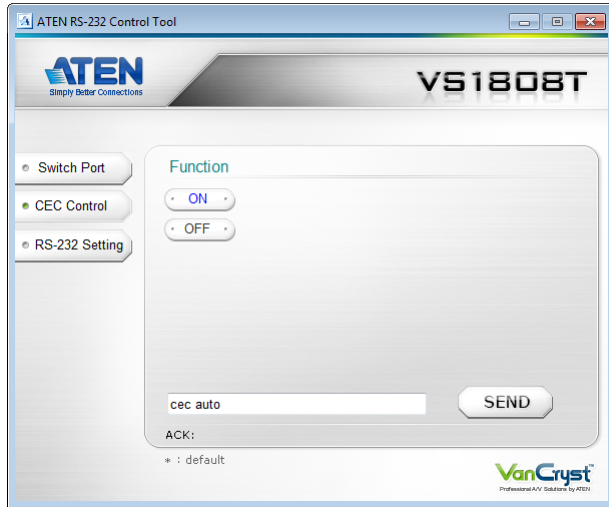 ATEN RS-232 Control Tool
ATEN
Simply Better Connections
VS1808T
Switch Port
CEC Control
RS-232 Setting
Function
ON
OFF
cec auto
SEND
ACK:
* : default
VanCryst™
Professional A/V Solutions by ATEN